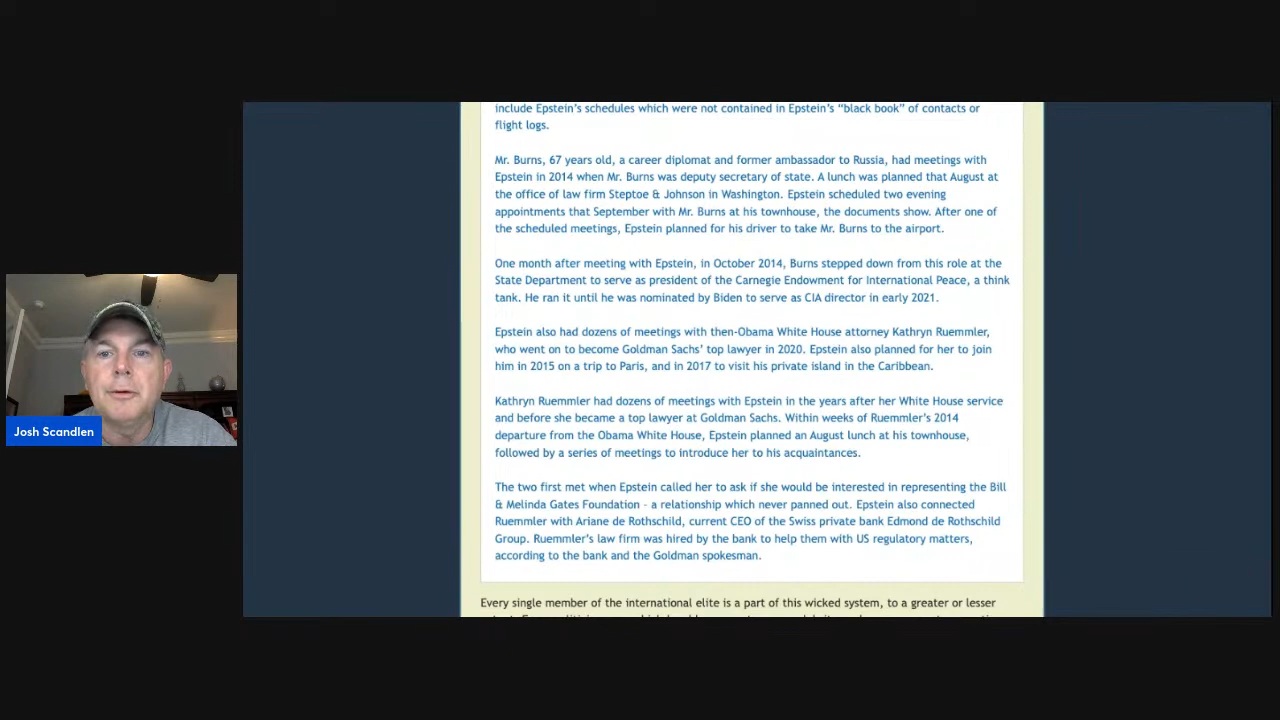 include Epstein's schedules which were not contained in Epstein's “black book” of contacts or
flight logs.
Mr. Burns, 67 years old, a career diplomat and former ambassador to Russia, had meetings with
Epstein in 2014 when Mr. Burns was deputy secretary of state. A lunch was planned that August at
the office of law firm Steptoe & Johnson in Washington. Epstein scheduled two evening
appointments that September with Mr. Burns at his townhouse, the documents show. After one of
the scheduled meetings, Epstein planned for his driver to take Mr. Burns to the airport.
One month after meeting with Epstein, in October 2014, Burns stepped down from this role at the
State Department to serve as president of the Carnegie Endowment for International Peace, a think
tank. He ran it until he was nominated by Biden to serve as CIA director in early 2021.
Epstein also had dozens of meetings with then-Obama White House attorney Kathryn Ruemmler,
who went on to become Goldman Sachs' top lawyer in 2020. Epstein also planned for her to join
him in 2015 on a trip to Paris, and in 2017 to visit his private island in the Caribbean.
Kathryn Ruemmler had dozens of meetings with Epstein in the years after her White House service
and before she became a top lawyer at Goldman Sachs. Within weeks of Ruemmler's 2014
departure from the Obama White House, Epstein planned an August lunch at his townhouse,
followed by a series of meetings to introduce her to his acquaintances.
The two first met when Epstein called her to ask if she would be interested in representing the Bill
& Melinda Gates Foundation – a relationship which never panned out. Epstein also connected
Ruemmler with Ariane de Rothschild, current CEO of the Swiss private bank Edmond de Rothschild
Group. Ruemmler's law firm was hired by the bank to help them with US regulatory matters,
according to the bank and the Goldman spokesman.
Every single member of the international elite is a part of this wicked system, to a greater or lesser
Josh Scandlen